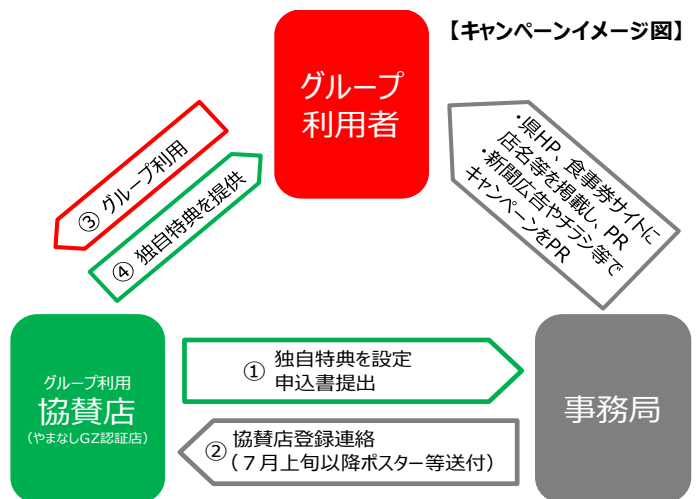 【キャンペーンイメージ図】
グループ
利用者
・県HP、食事券サイトに
店名等を掲載し、PR
・新聞広告やチラシ等で
キャンペーンをPR
③ グループ利用
④ 独自特典を提供
グループ利用
協賛店
(やまなしGZ認証店)
① 独自特典を設定
申込書提出
② 協賛店登録連絡
(７月上旬以降ポスター等送付)
事務局